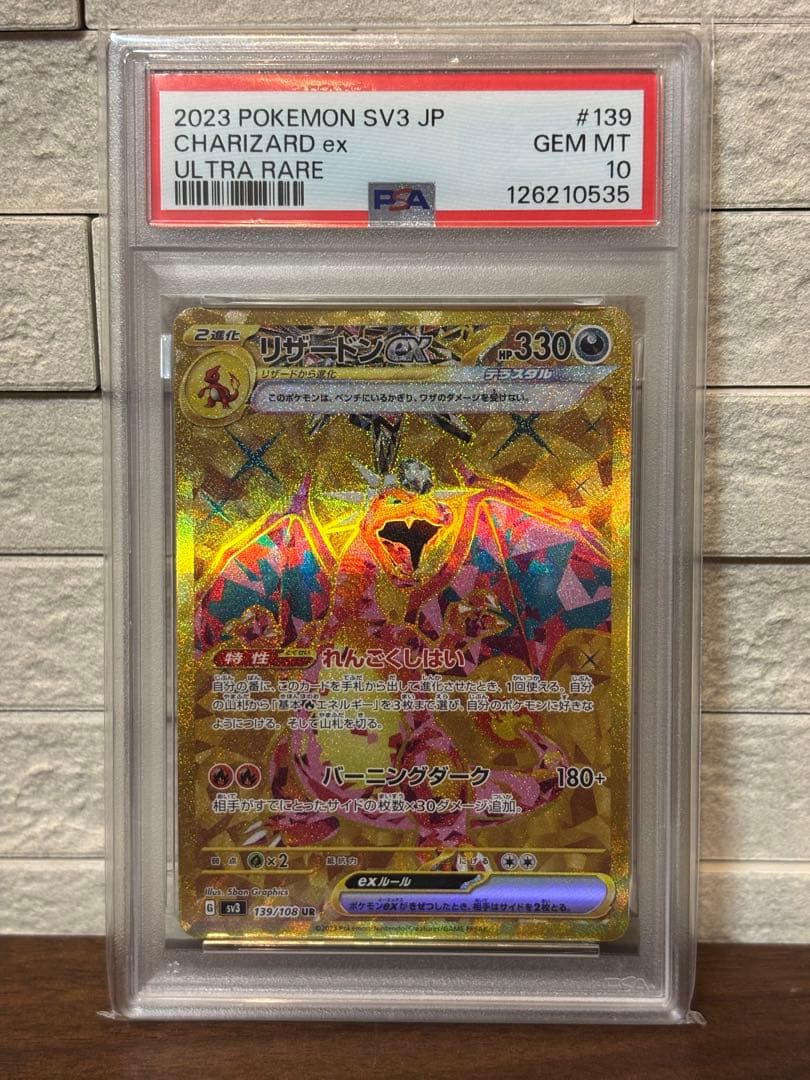 2023 POKEMON SV3 JP #139
CHARIZARD ex GEM MT
ULTRA RARE 10
PSA 126210535
2進化 リザードンex HP330
リザードから進化 テラスタル
このポケモンは、ベンチにいるかぎり、ワザのダメージを受けない。
特性 れんごくしはい
自分の番に、このカードを手札から出して進化させたとき、1回使える。自分
の山札から「基本エネルギー」を3枚まで選び、自分のポケモンに好きな
ようにつける。そして山札を切る。
バーニングダーク 180+
相手がすでにとったサイドの枚数×30ダメージ追加。
弱点 ×2 抵抗力 にげる
exルール
ポケモンexがきぜつしたとき、相手はサイドを2枚とる。
Illus. 5ban Graphics
G sv3 139/108 UR
©2023 Pokémon/Nintendo/Creatures/GAME FREAK